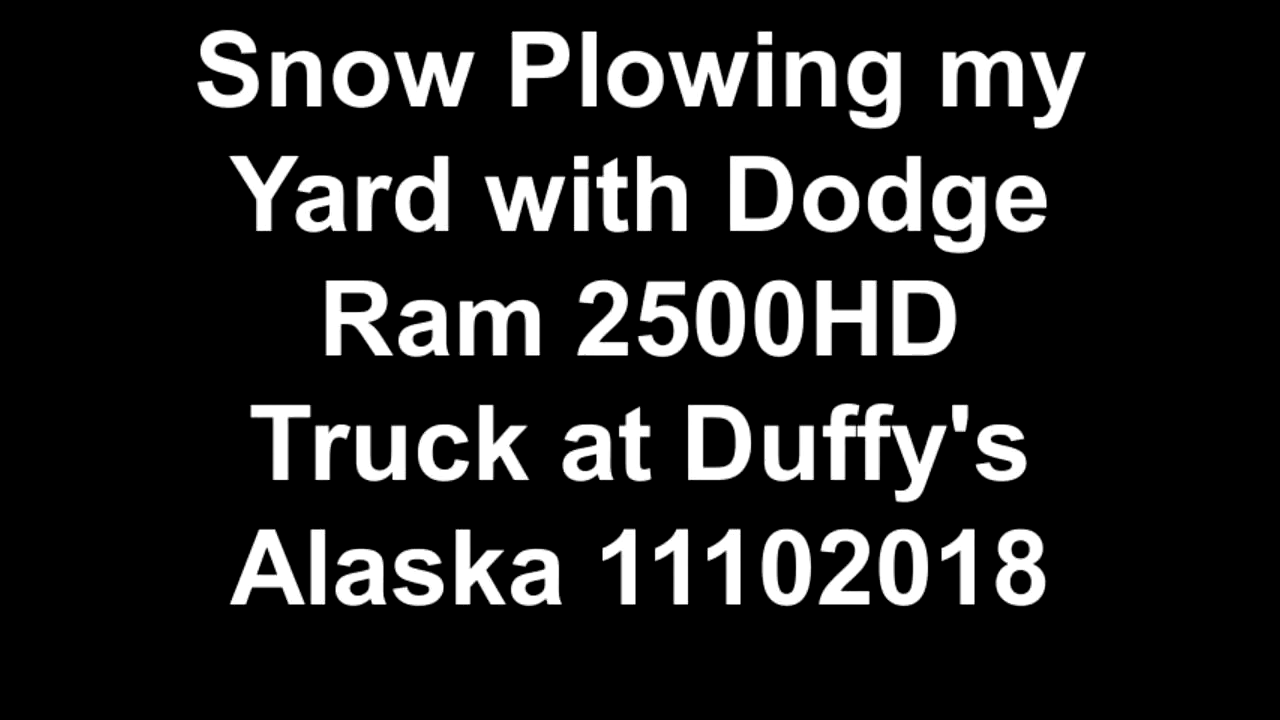 Snow Plowing my
Yard with Dodge
Ram 2500HD
Truck at Duffy's
Alaska 11102018